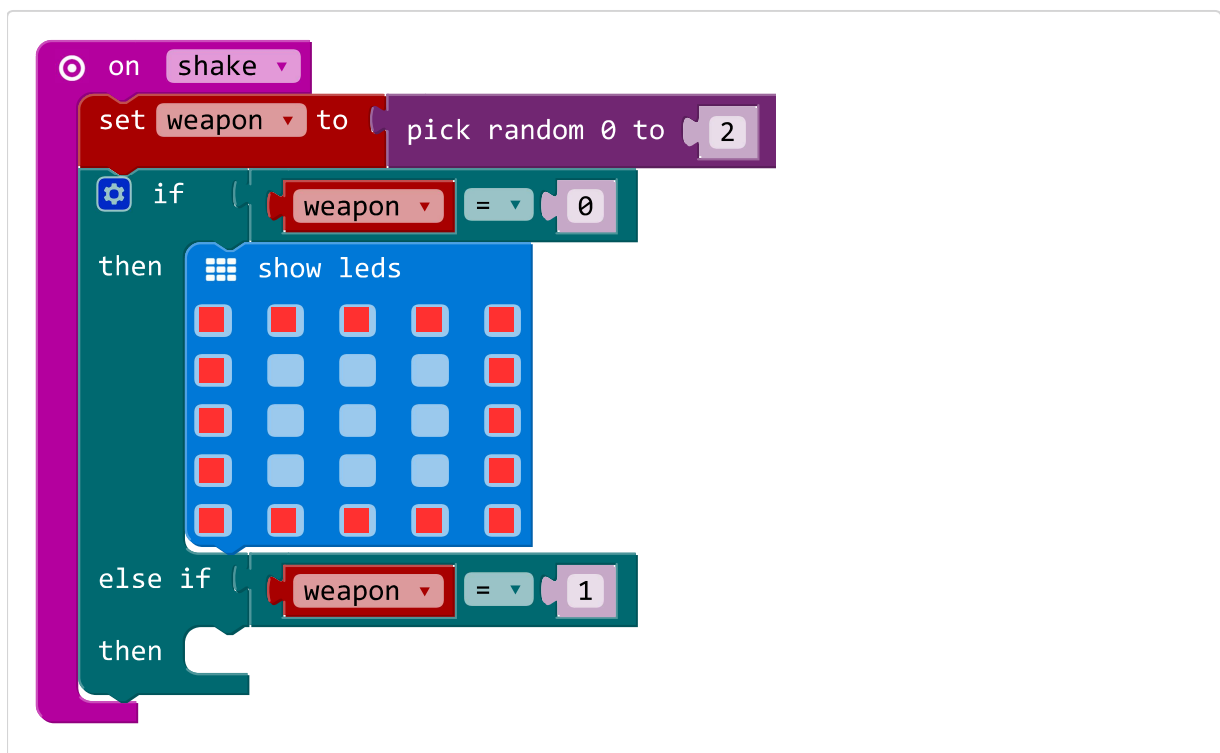 on shake
set weapon to pick random 0 to 2
if weapon = 0
then show leds
else if weapon = 1
then